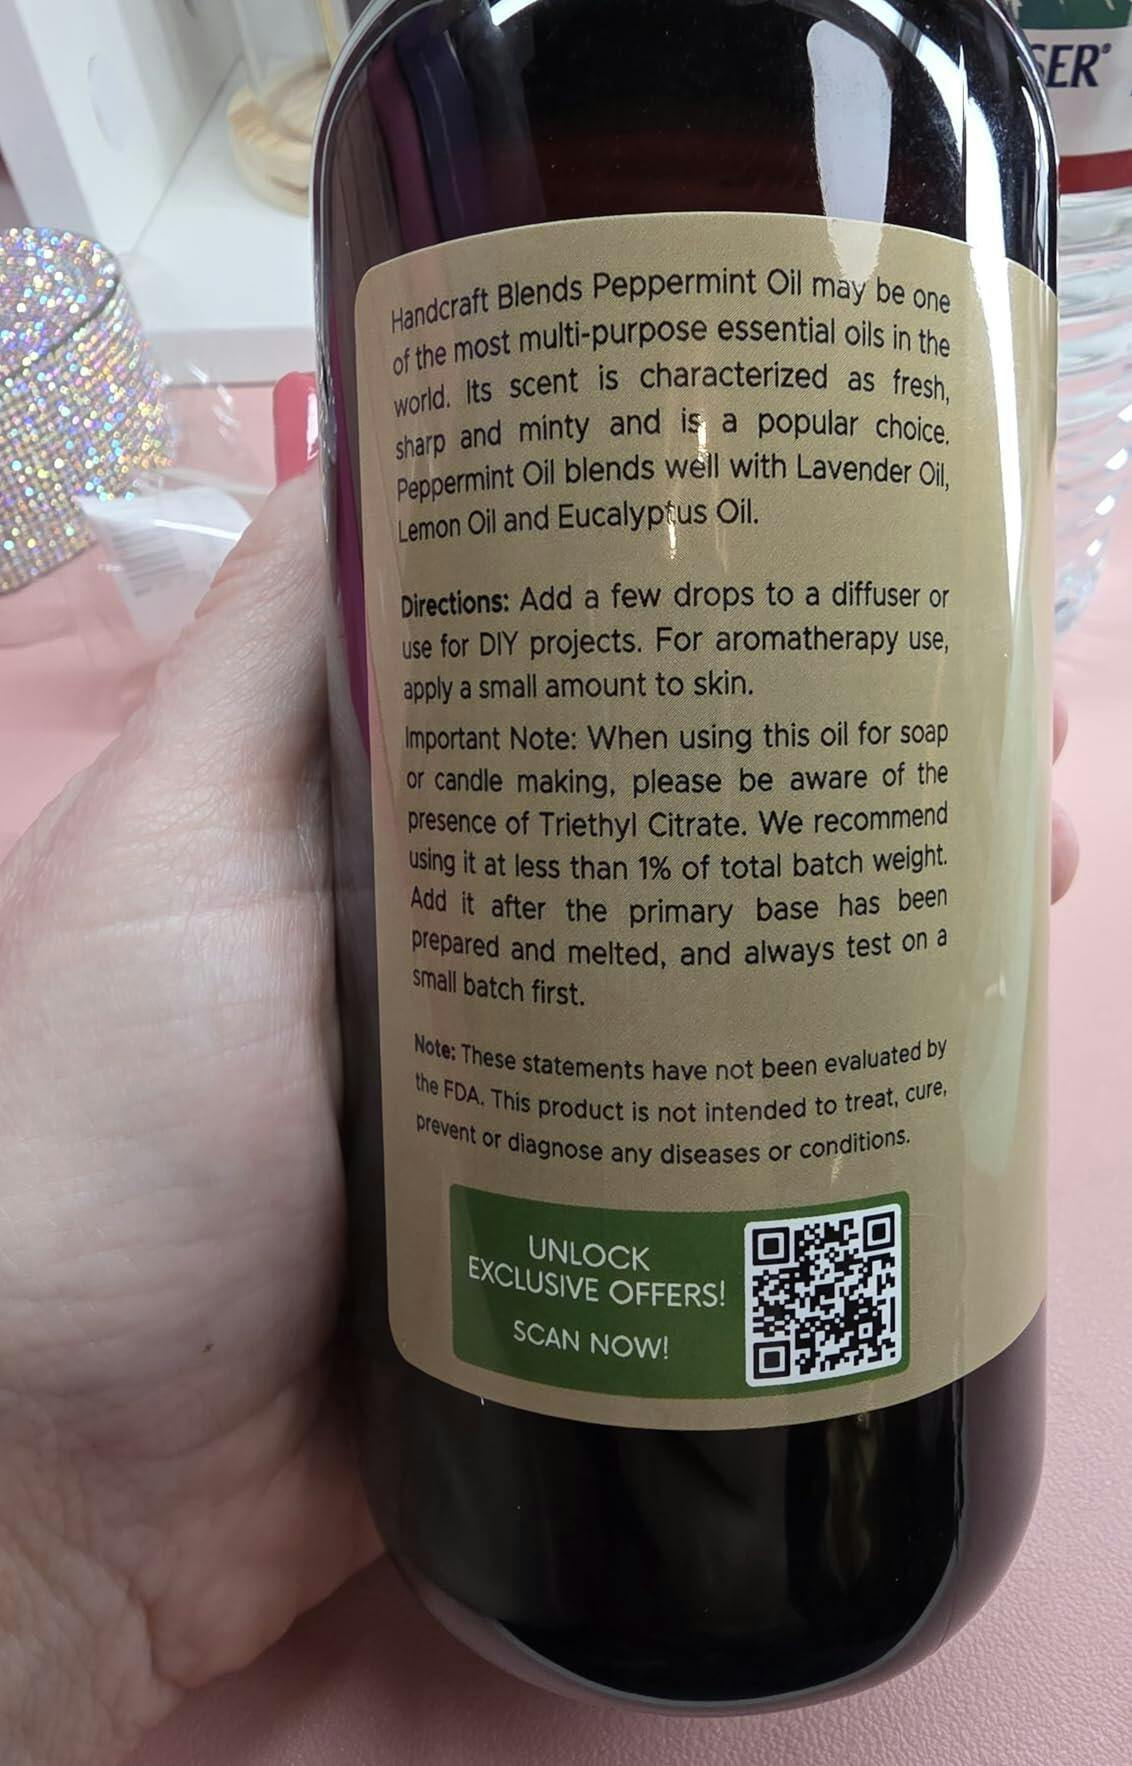 SER®
Handcraft Blends Peppermint Oil may be one
of the most multi-purpose essential oils in the
world. Its scent is characterized as fresh,
sharp and minty and is a popular choice.
Peppermint Oil blends well with Lavender Oil,
Lemon Oil and Eucalyptus Oil.
Directions: Add a few drops to a diffuser or
use for DIY projects. For aromatherapy use,
apply a small amount to skin.
Important Note: When using this oil for soap
or candle making, please be aware of the
presence of Triethyl Citrate. We recommend
using it at less than 1% of total batch weight.
Add it after the primary base has been
prepared and melted, and always test on a
small batch first.
Note: These statements have not been evaluated by
the FDA. This product is not intended to treat, cure,
prevent or diagnose any diseases or conditions.
UNLOCK
EXCLUSIVE OFFERS!
SCAN NOW!